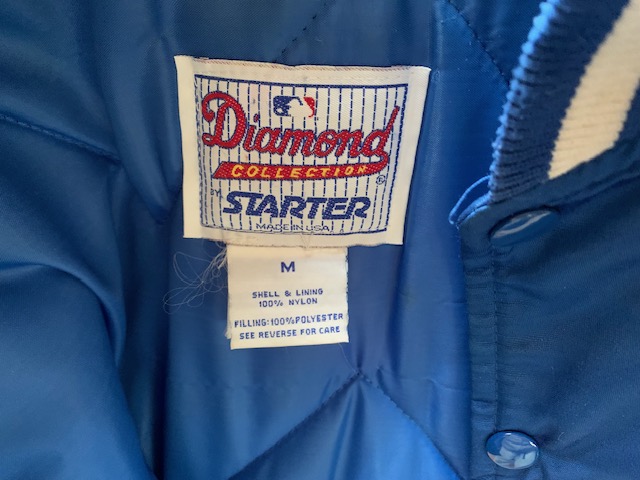 Diamond
COLLECTION ®
BY STARTER
MADE IN USA
M
SHELL & LINING
100% NYLON
FILLING: 100% POLYESTER
SEE REVERSE FOR CARE